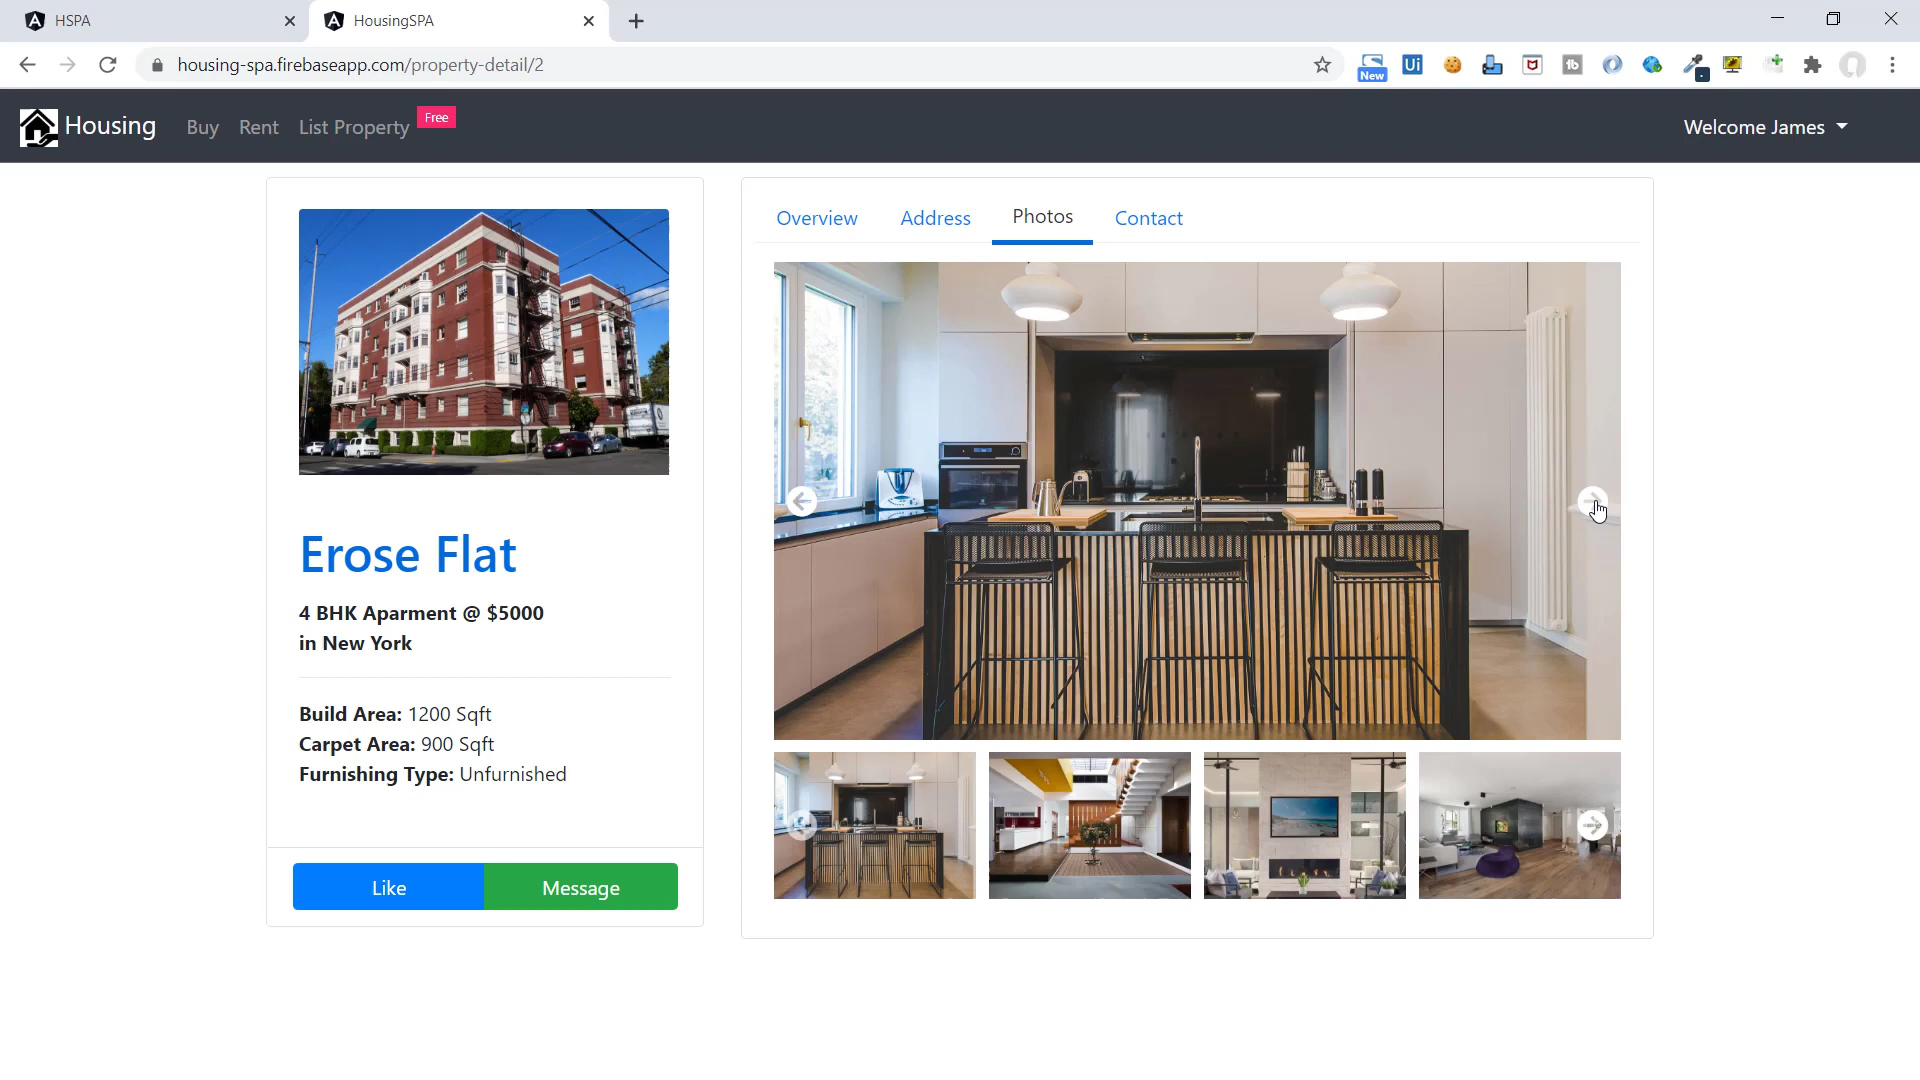 HSPA
HousingSPA
housing-spa.firebaseapp.com/property-detail/2
New
Ui
Housing
Buy
Rent
List Property
Free
Welcome James
Overview
Address
Photos
Contact
Erose Flat
4 BHK Aparment @ $5000
in New York
Build Area: 1200 Sqft
Carpet Area: 900 Sqft
Furnishing Type: Unfurnished
Like
Message